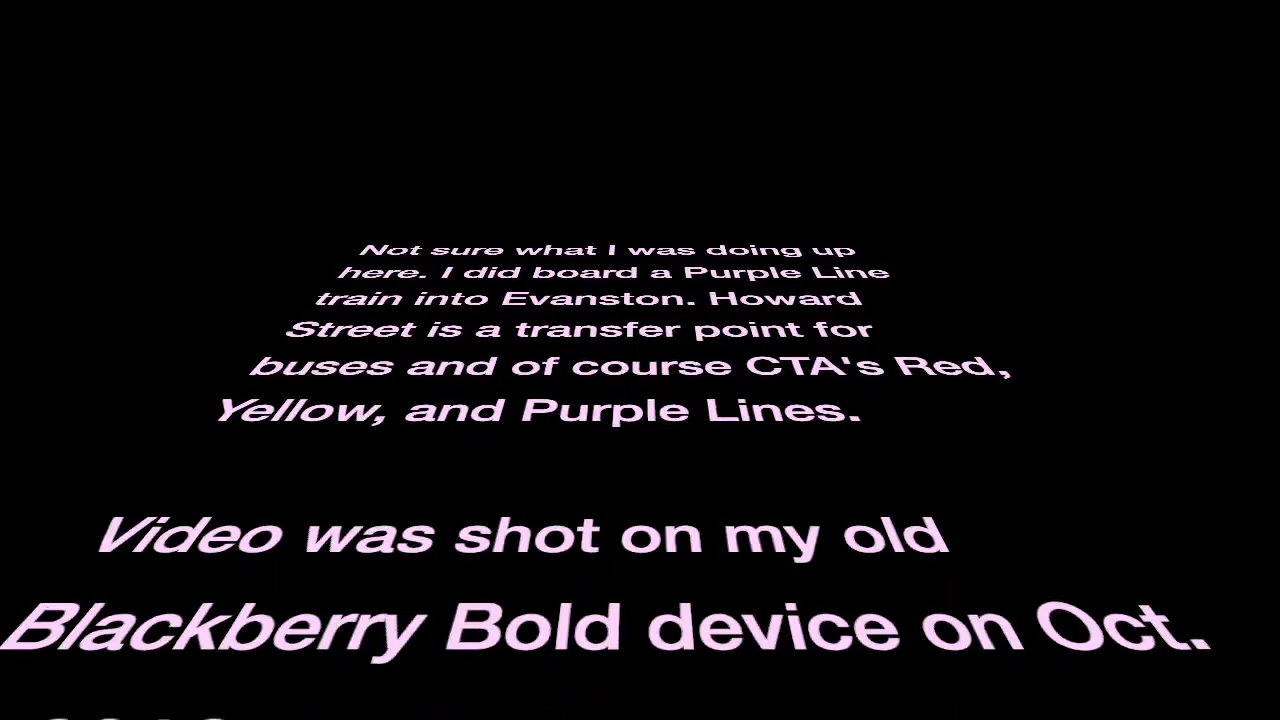 Not sure what I was doing up
here. I did board a Purple Line
train into Evanston. Howard
Street is a transfer point for
buses and of course CTA's Red,
Yellow, and Purple Lines.
Video was shot on my old
Blackberry Bold device on Oct.